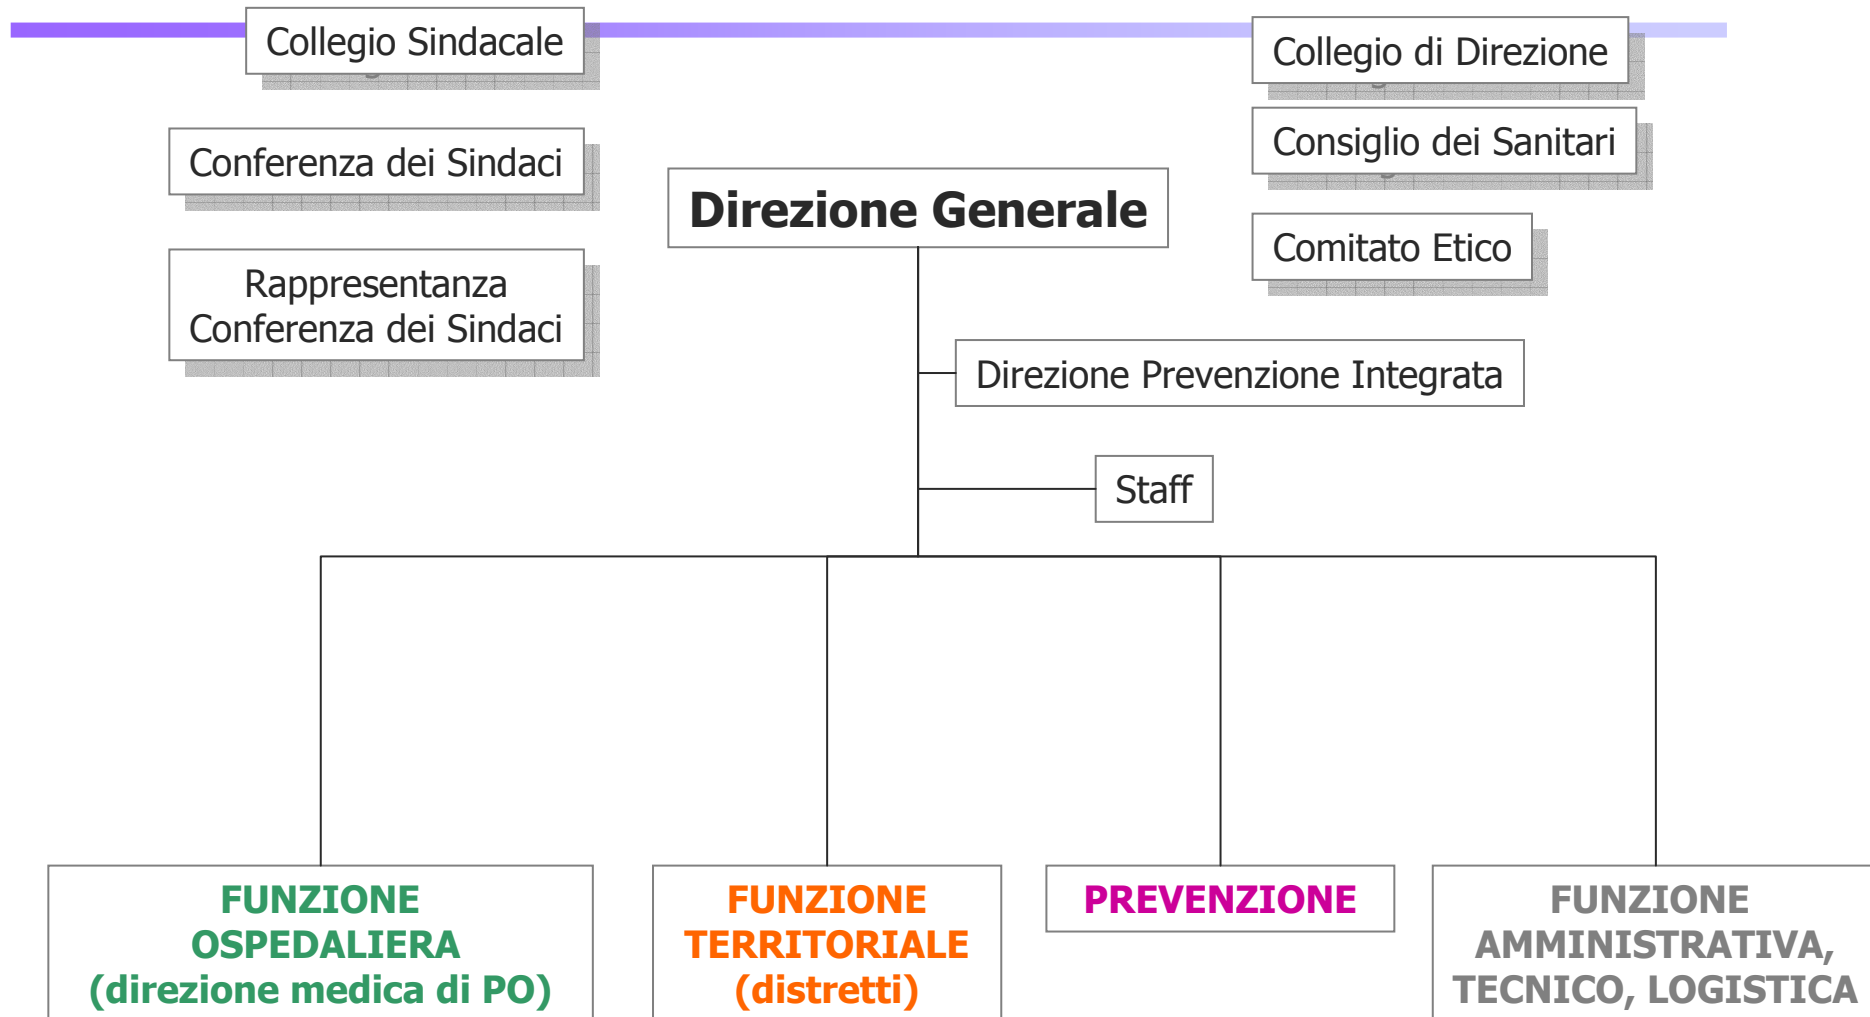 Collegio Sindacale
Collegio di Direzione
Conferenza dei Sindaci
Consiglio dei Sanitari
Direzione Generale
Comitato Etico
Rappresentanza
Conferenza dei Sindaci
Direzione Prevenzione Integrata
Staff
FUNZIONE
OSPEDALIERA
(direzione medica di PO)
FUNZIONE
TERRITORIALE
(distretti)
PREVENZIONE
FUNZIONE
AMMINISTRATIVA,
TECNICO, LOGISTICA